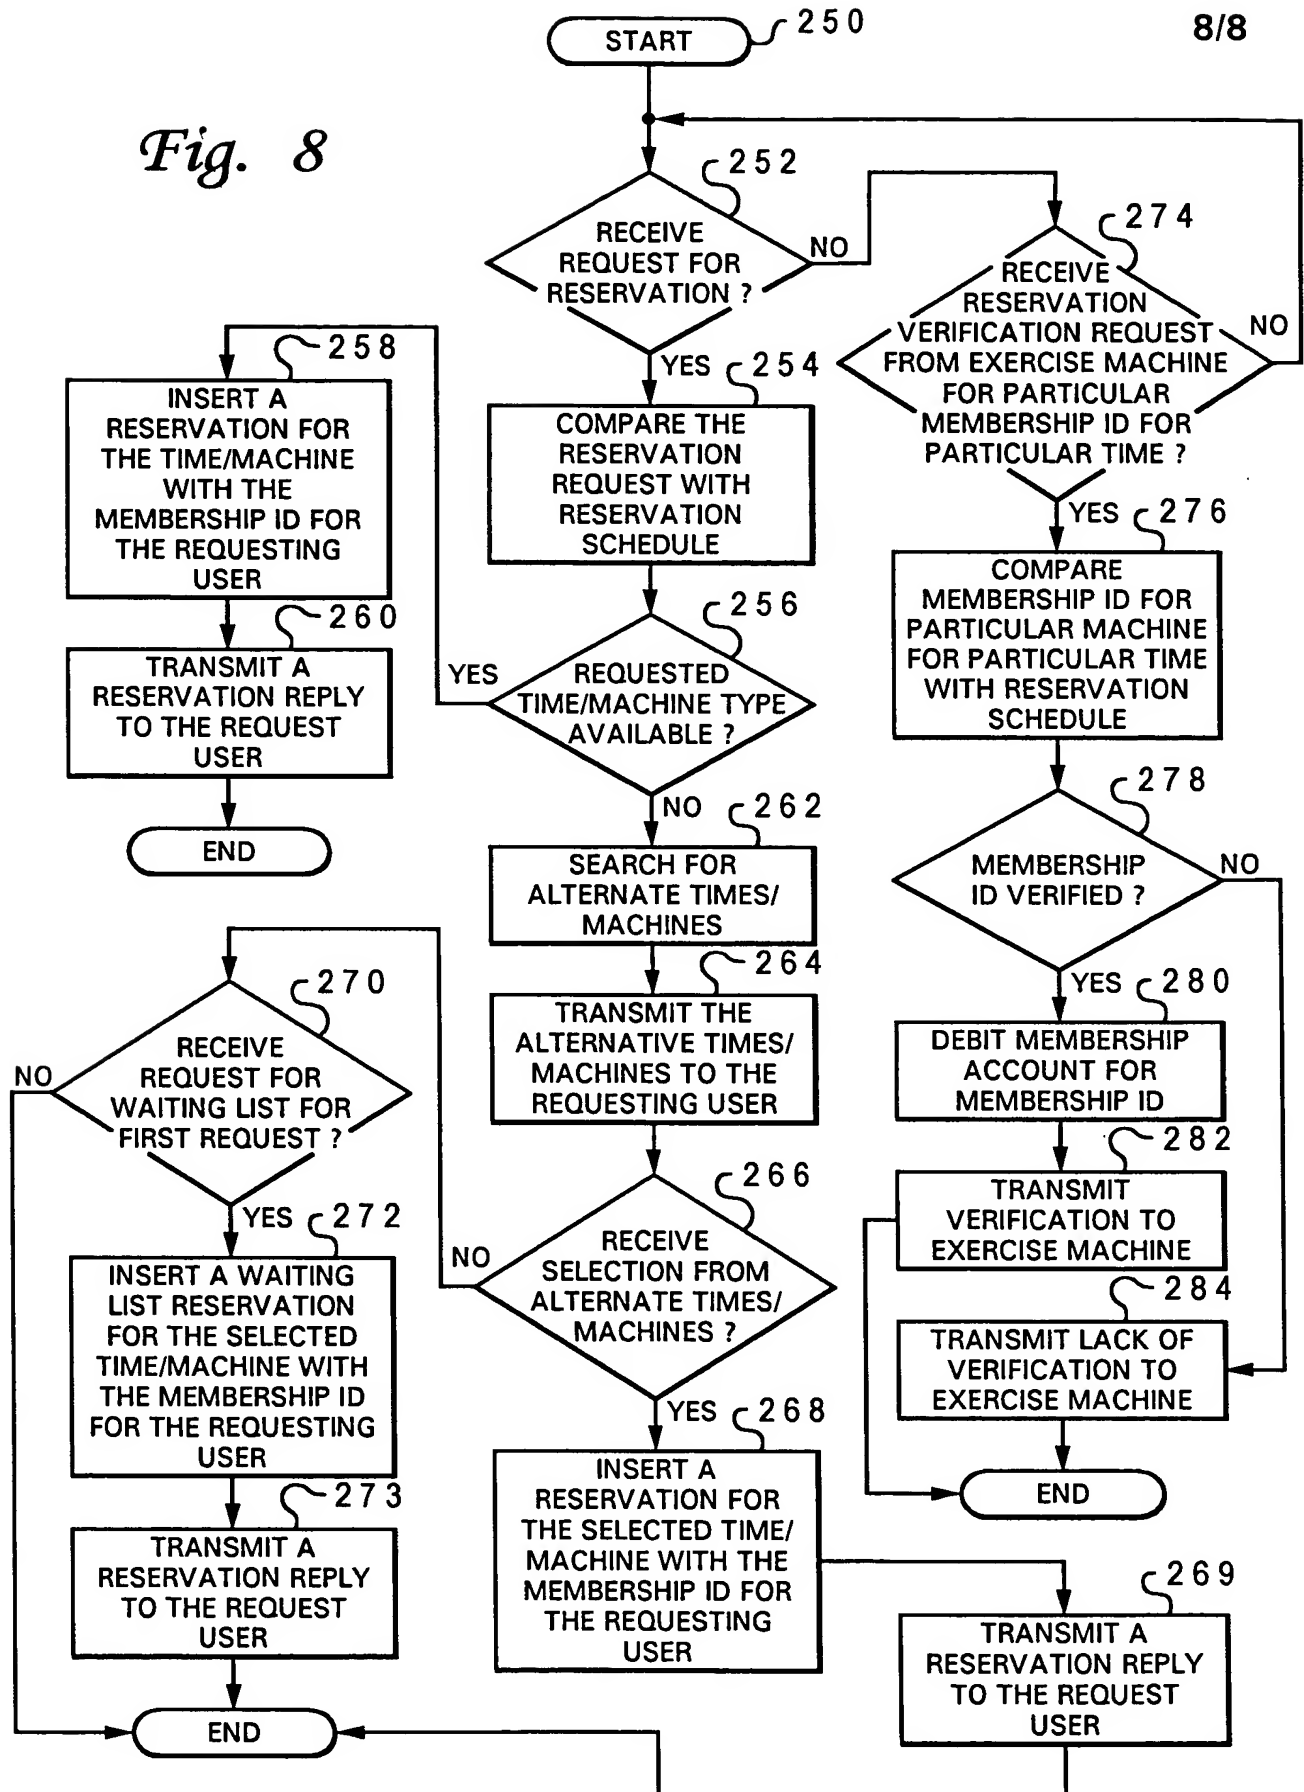 START
250
8/8
Fig. 8
252
RECEIVE
REQUEST FOR
RESERVATION ?
NO
YES
274
RECEIVE
RESERVATION
VERIFICATION REQUEST
FROM EXERCISE MACHINE
FOR PARTICULAR
MEMBERSHIP ID FOR
PARTICULAR TIME ?
NO
YES
258
INSERT A
RESERVATION FOR
THE TIME/MACHINE
WITH THE
MEMBERSHIP ID FOR
THE REQUESTING
USER
260
TRANSMIT A
RESERVATION REPLY
TO THE REQUEST
USER
END
254
COMPARE THE
RESERVATION
REQUEST WITH
RESERVATION
SCHEDULE
256
YES
REQUESTED
TIME/MACHINE TYPE
AVAILABLE ?
NO
262
SEARCH FOR
ALTERNATE TIMES/
MACHINES
264
TRANSMIT THE
ALTERNATIVE TIMES/
MACHINES TO THE
REQUESTING USER
266
NO
RECEIVE
SELECTION FROM
ALTERNATE TIMES/
MACHINES ?
YES
268
INSERT A
RESERVATION FOR
THE SELECTED TIME/
MACHINE WITH THE
MEMBERSHIP ID FOR
THE REQUESTING
USER
276
COMPARE
MEMBERSHIP ID FOR
PARTICULAR MACHINE
FOR PARTICULAR TIME
WITH RESERVATION
SCHEDULE
278
MEMBERSHIP
ID VERIFIED ?
NO
YES
280
DEBIT MEMBERSHIP
ACCOUNT FOR
MEMBERSHIP ID
282
TRANSMIT
VERIFICATION TO
EXERCISE MACHINE
284
TRANSMIT LACK OF
VERIFICATION TO
EXERCISE MACHINE
END
269
TRANSMIT A
RESERVATION REPLY
TO THE REQUEST
USER
270
NO
RECEIVE
REQUEST FOR
WAITING LIST FOR
FIRST REQUEST ?
YES
272
INSERT A WAITING
LIST RESERVATION
FOR THE SELECTED
TIME/MACHINE WITH
THE MEMBERSHIP ID
FOR THE REQUESTING
USER
273
TRANSMIT A
RESERVATION REPLY
TO THE REQUEST
USER
END